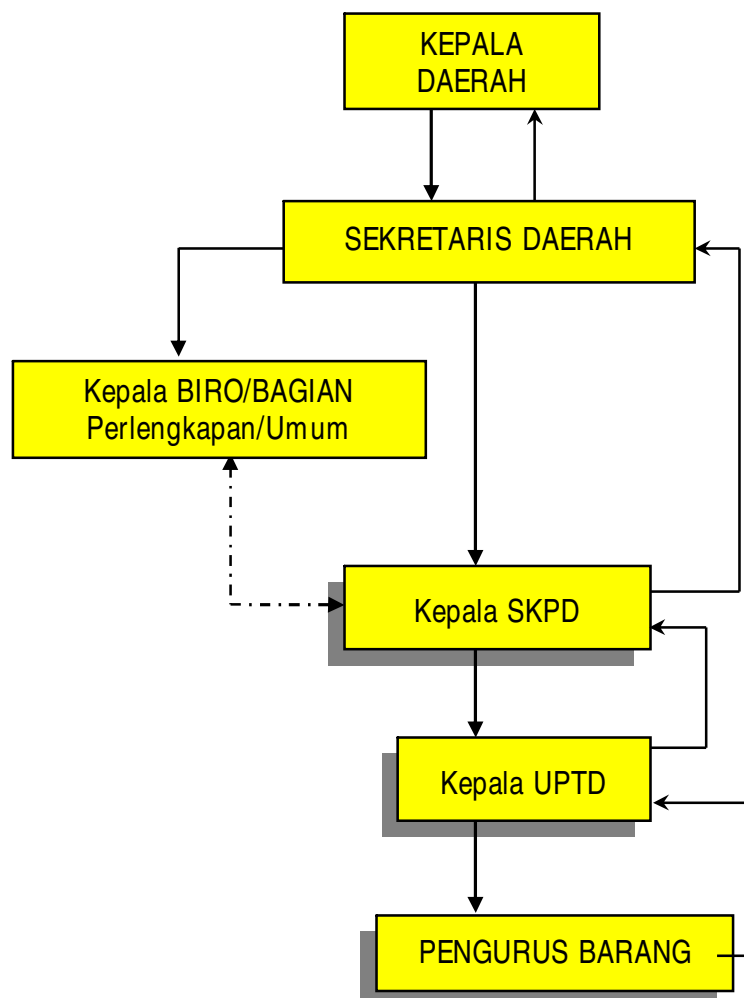 KEPALA
DAERAH
SEKRETARIS DAERAH
Kepala BIRO/BAGIAN
Perlengkapan/Umum
Kepala SKPD
Kepala UPTD
PENGURUS BARANG